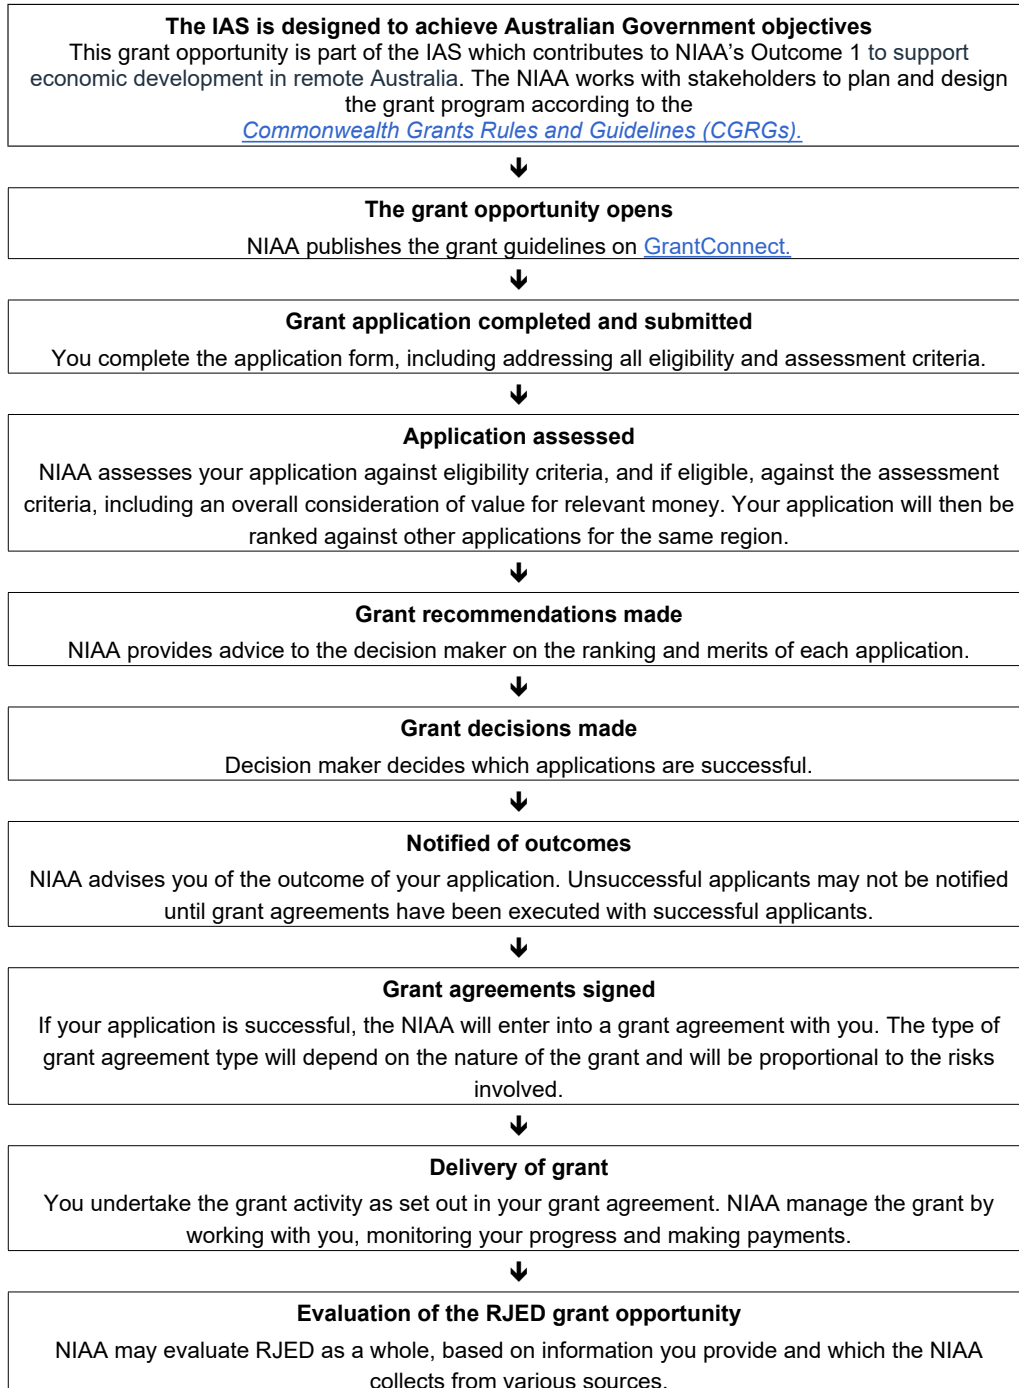 The IAS is designed to achieve Australian Government objectives
This grant opportunity is part of the IAS which contributes to NIAA’s Outcome 1 to support
economic development in remote Australia. The NIAA works with stakeholders to plan and design
the grant program according to the
Commonwealth Grants Rules and Guidelines (CGRGs).
The grant opportunity opens
NIAA publishes the grant guidelines on GrantConnect.
Grant application completed and submitted
You complete the application form, including addressing all eligibility and assessment criteria.
Application assessed
NIAA assesses your application against eligibility criteria, and if eligible, against the assessment
criteria, including an overall consideration of value for relevant money. Your application will then be
ranked against other applications for the same region.
Grant recommendations made
NIAA provides advice to the decision maker on the ranking and merits of each application.
Grant decisions made
Decision maker decides which applications are successful.
Notified of outcomes
NIAA advises you of the outcome of your application. Unsuccessful applicants may not be notified
until grant agreements have been executed with successful applicants.
Grant agreements signed
If your application is successful, the NIAA will enter into a grant agreement with you. The type of
grant agreement type will depend on the nature of the grant and will be proportional to the risks
involved.
Delivery of grant
You undertake the grant activity as set out in your grant agreement. NIAA manage the grant by
working with you, monitoring your progress and making payments.
Evaluation of the RJED grant opportunity
NIAA may evaluate RJED as a whole, based on information you provide and which the NIAA
collects from various sources.